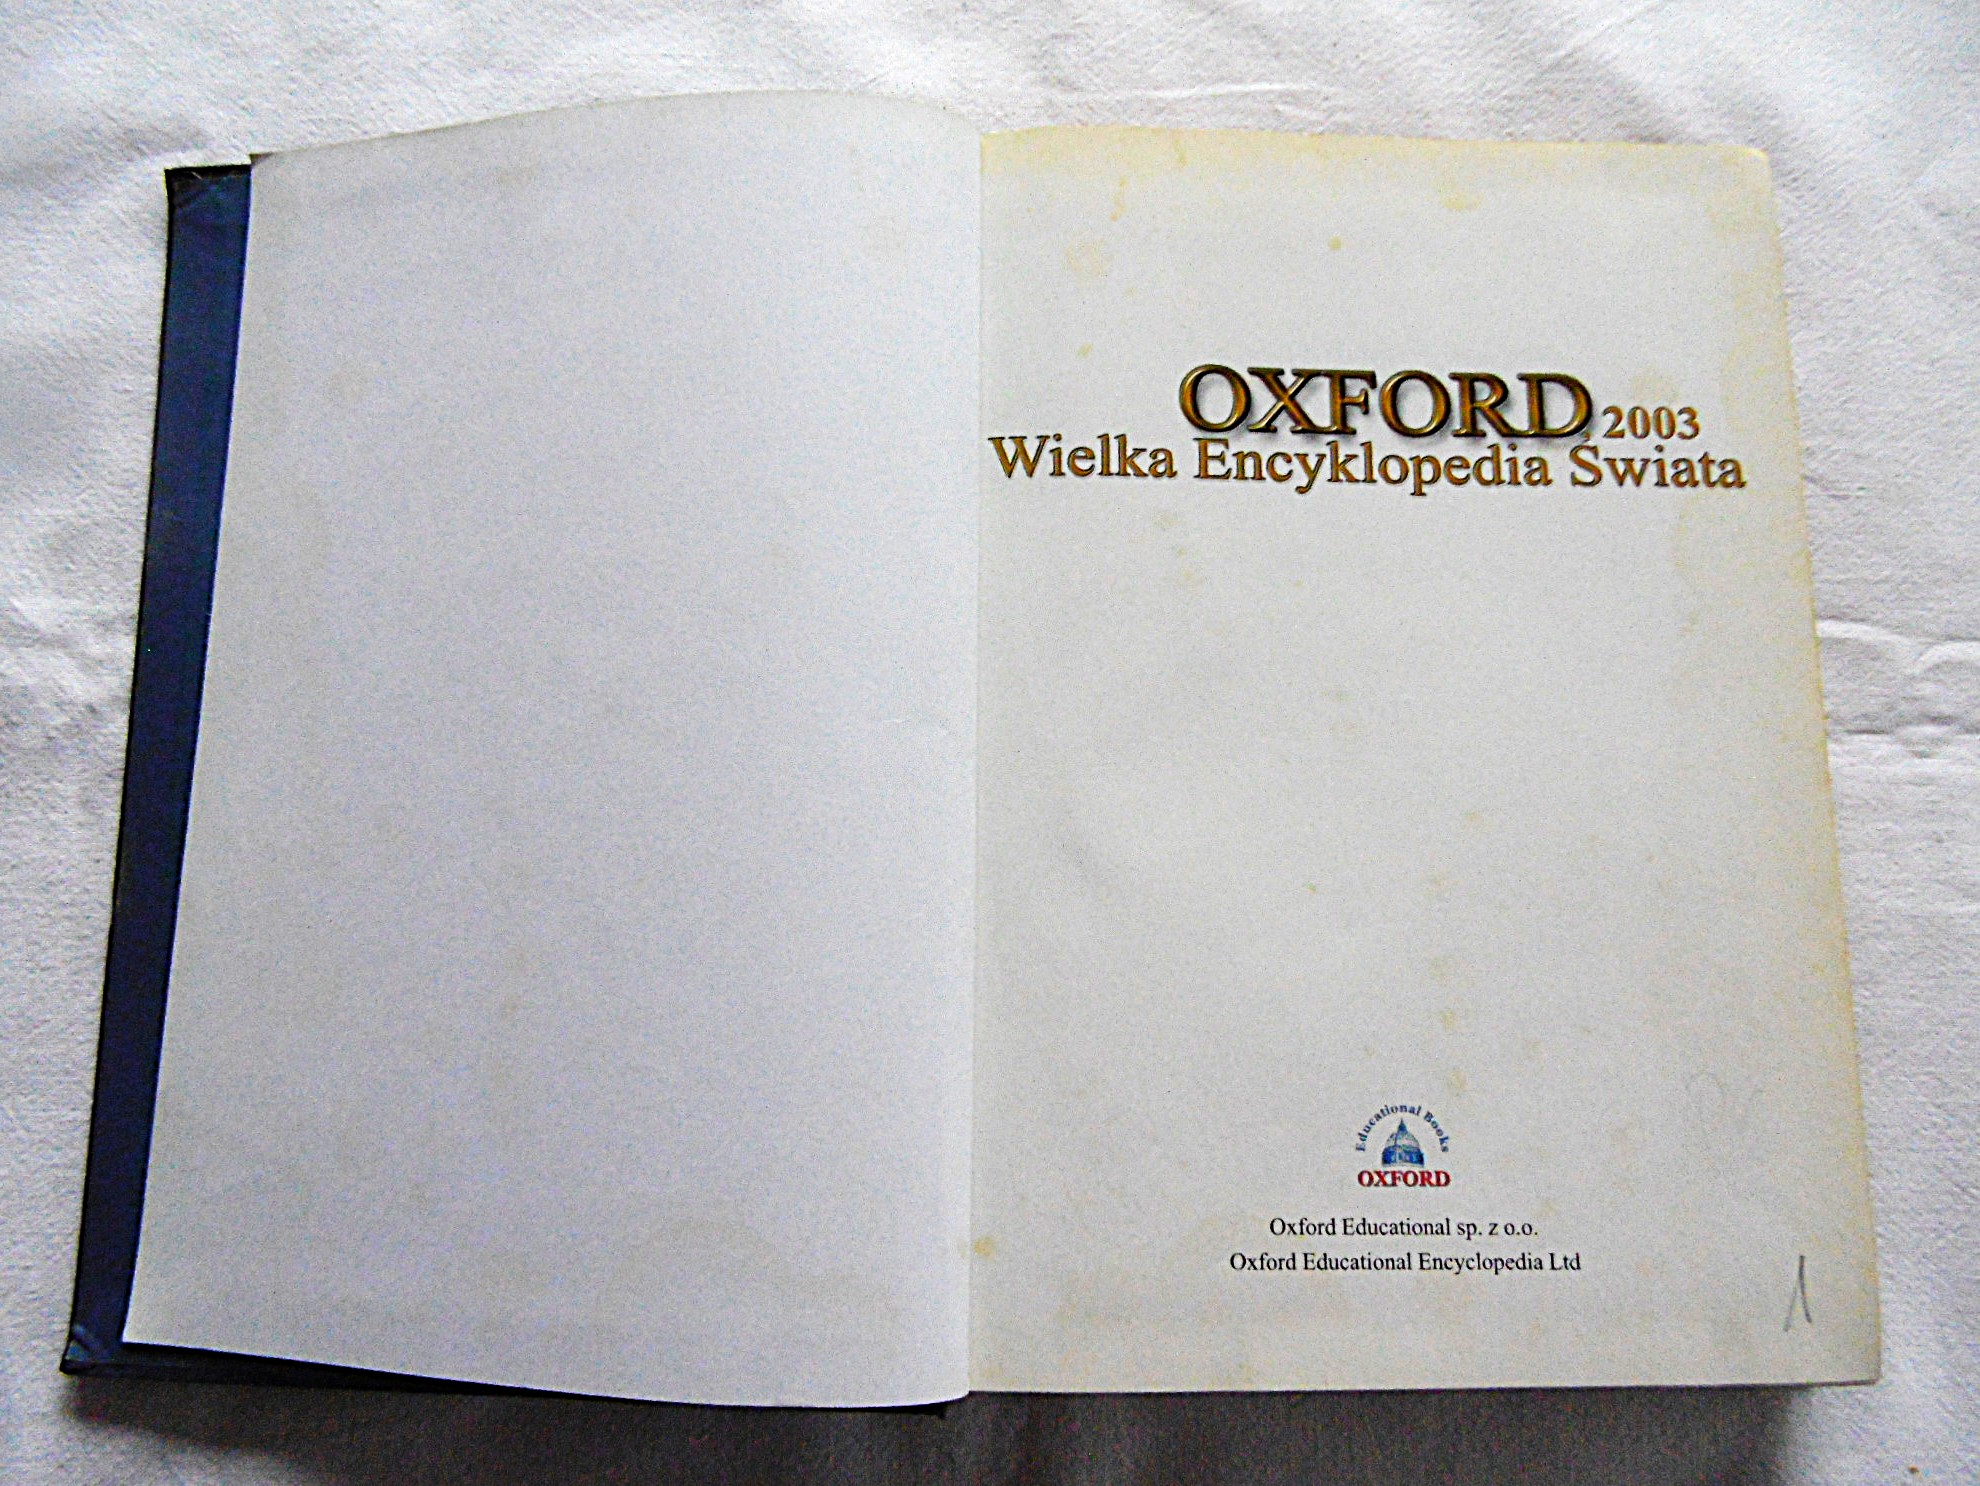 OXFORD 2003
Wielka Encyklopedia Świata
Educational Books
OXFORD
Oxford Educational sp. z o.o.
Oxford Educational Encyclopedia Ltd
1